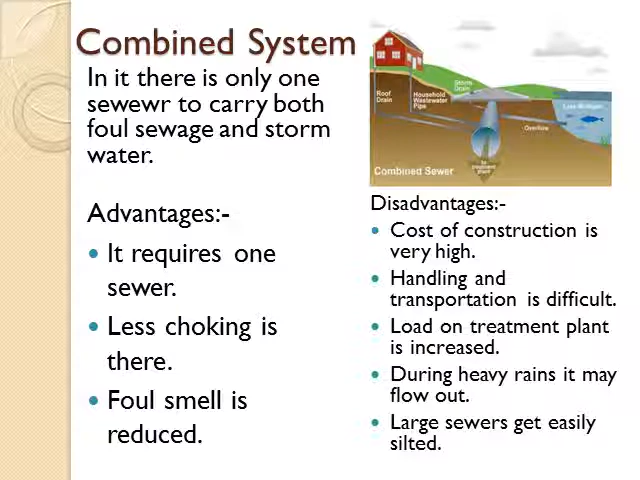 Combined System
In it there is only one
sewewr to carry both
foul sewage and storm
water.
Advantages:-
It requires one
sewer.
Less choking is
there.
Foul smell is
reduced.
Roof
Drain
Household
Wastewater
Pipe
Storm
Drain
Lake Michigan
Overflow
Combined Sewer
to
treatment
plant
Disadvantages:-
Cost of construction is
very high.
Handling and
transportation is difficult.
Load on treatment plant
is increased.
During heavy rains it may
flow out.
Large sewers get easily
silted.